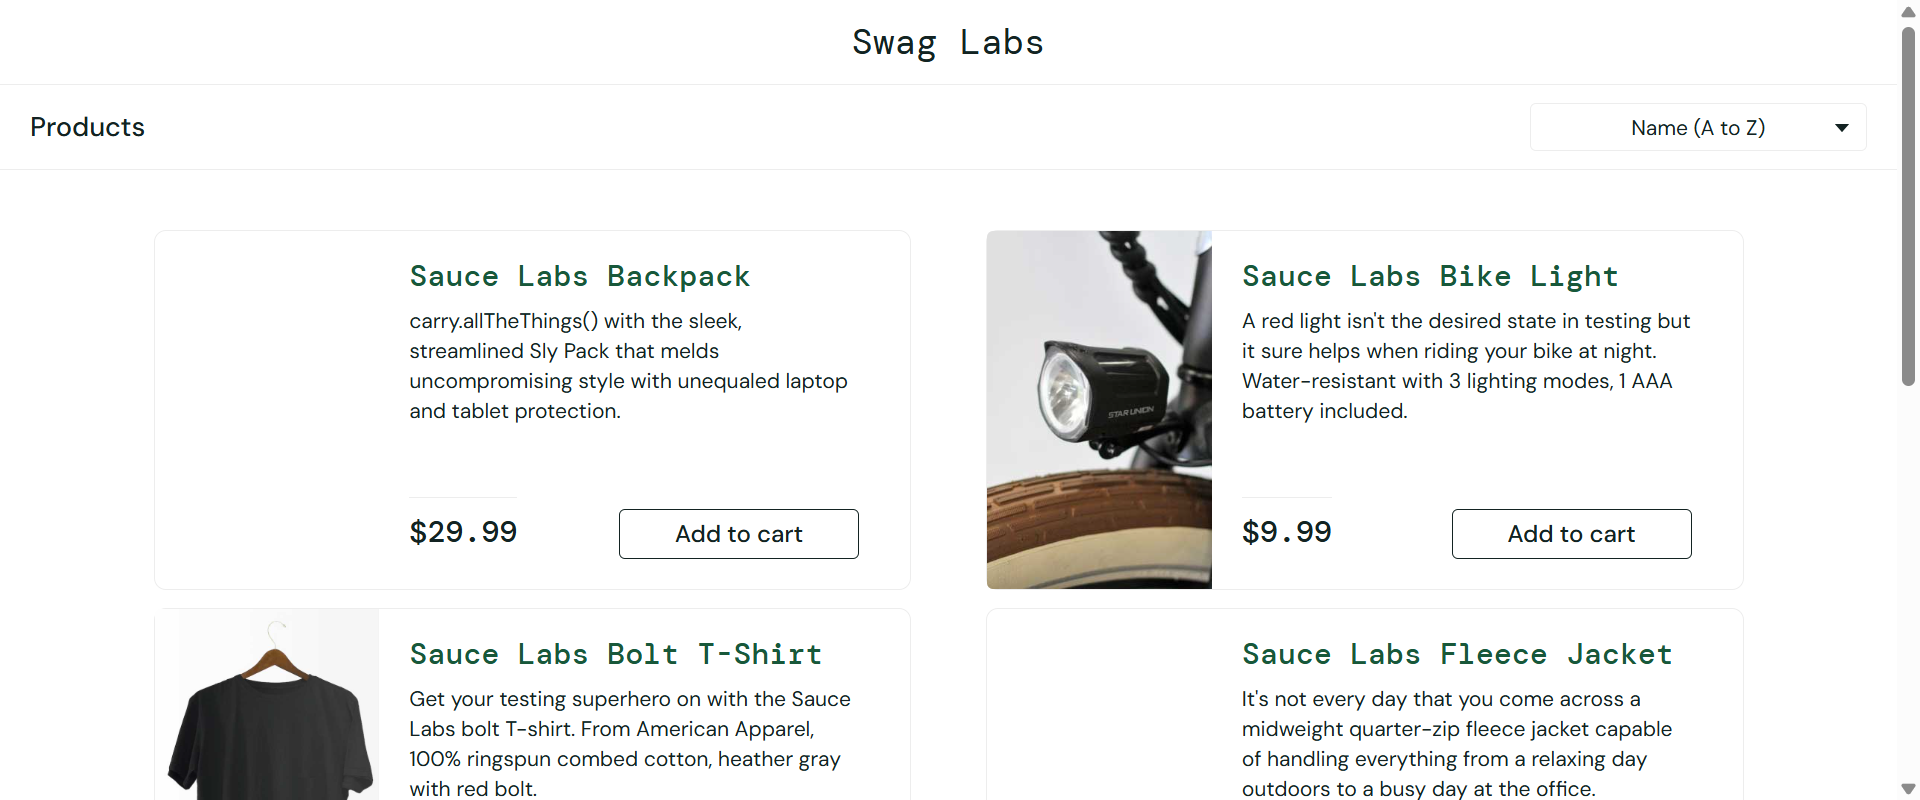 Swag Labs
Products
Name (A to Z)
Sauce Labs Backpack
carry.allTheThings() with the sleek,
streamlined Sly Pack that melds
uncompromising style with unequaled laptop
and tablet protection.
$29.99
Add to cart
Sauce Labs Bike Light
A red light isn't the desired state in testing but
it sure helps when riding your bike at night.
Water-resistant with 3 lighting modes, 1 AAA
battery included.
STAR UNION
$9.99
Add to cart
Sauce Labs Bolt T-Shirt
Get your testing superhero on with the Sauce
Labs bolt T-shirt. From American Apparel,
100% ringspun combed cotton, heather gray
with red bolt.
Sauce Labs Fleece Jacket
It's not every day that you come across a
midweight quarter-zip fleece jacket capable
of handling everything from a relaxing day
outdoors to a busy day at the office.